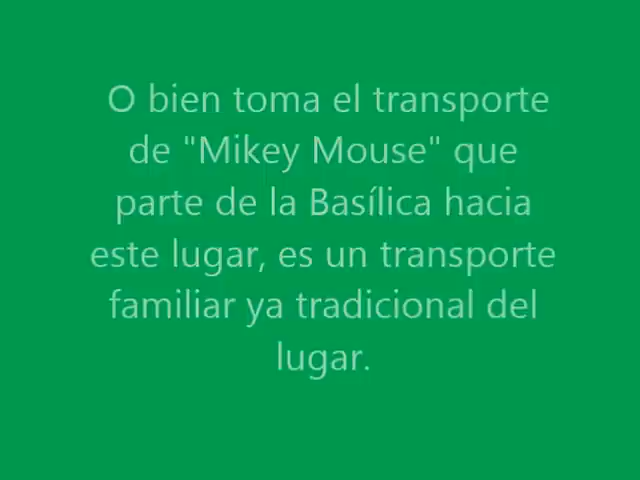 O bien toma el transporte
de "Mikey Mouse" que
parte de la Basílica hacia
este lugar, es un transporte
familiar ya tradicional del
lugar.